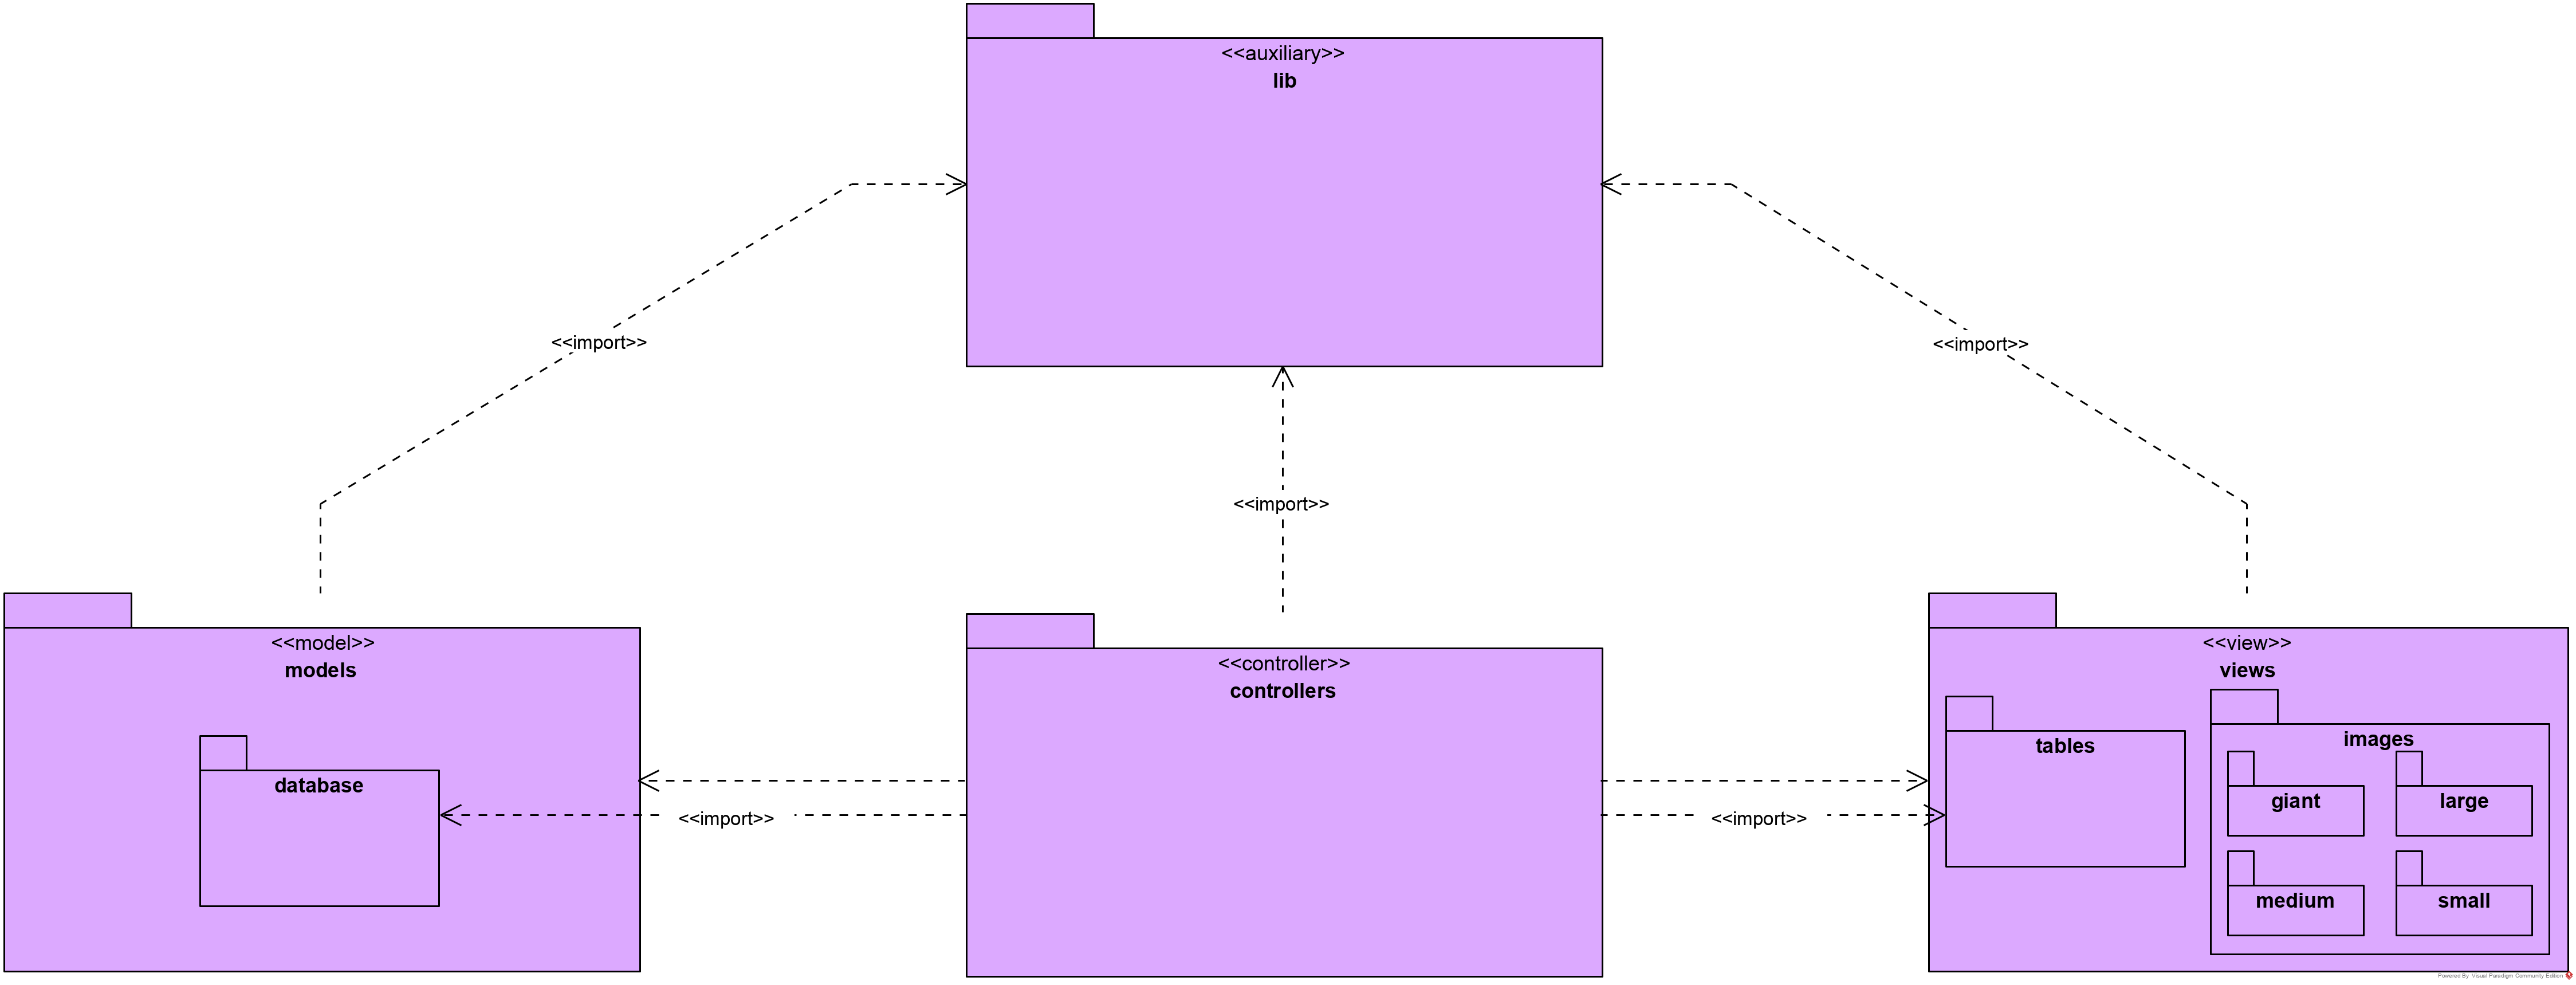 <<auxiliary>>
lib
<<import>>
<<import>>
<<import>>
<<model>>
models
database
<<import>>
<<controller>>
controllers
<<import>>
<<view>>
views
tables
images
giant
large
medium
small
Powered By Visual Paradigm Community Edition